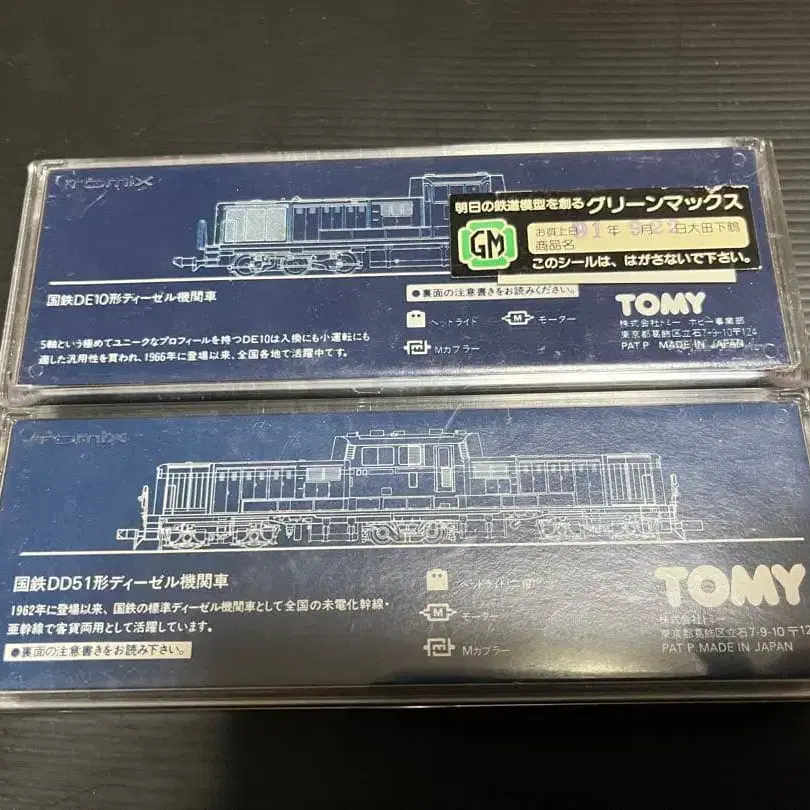 TOMIX
明日の鉄道模型を創る グリーンマックス
GM
お買上日91年9月22日大田下鶴
商品名
このシールは、はがさないで下さい。
国鉄DE10形ディーゼル機関車
●裏面の注意書きをお読みください。
5軸という極めてユニークなプロフィールを持つDE10は入換にも小運転にも
適した汎用性を買われ、1966年に登場以来、全国各地で活躍中です。
ヘッドライト
モーター
Mカプラー
TOMY
株式会社トミー ホビー事業部
東京都葛飾区立石7-9-10〒124
PAT P. MADE IN JAPAN
TOMIX
国鉄DD51形ディーゼル機関車
1962年に登場以来、国鉄の標準ディーゼル機関車として全国の未電化幹線・
亜幹線で客貨両用として活躍しています。
●裏面の注意書きをお読み下さい。
ヘッドライト
モーター
Mカプラー
TOMY
株式会社トミー
東京都葛飾区立石7-9-10〒12
PAT P. MADE IN JAPAN